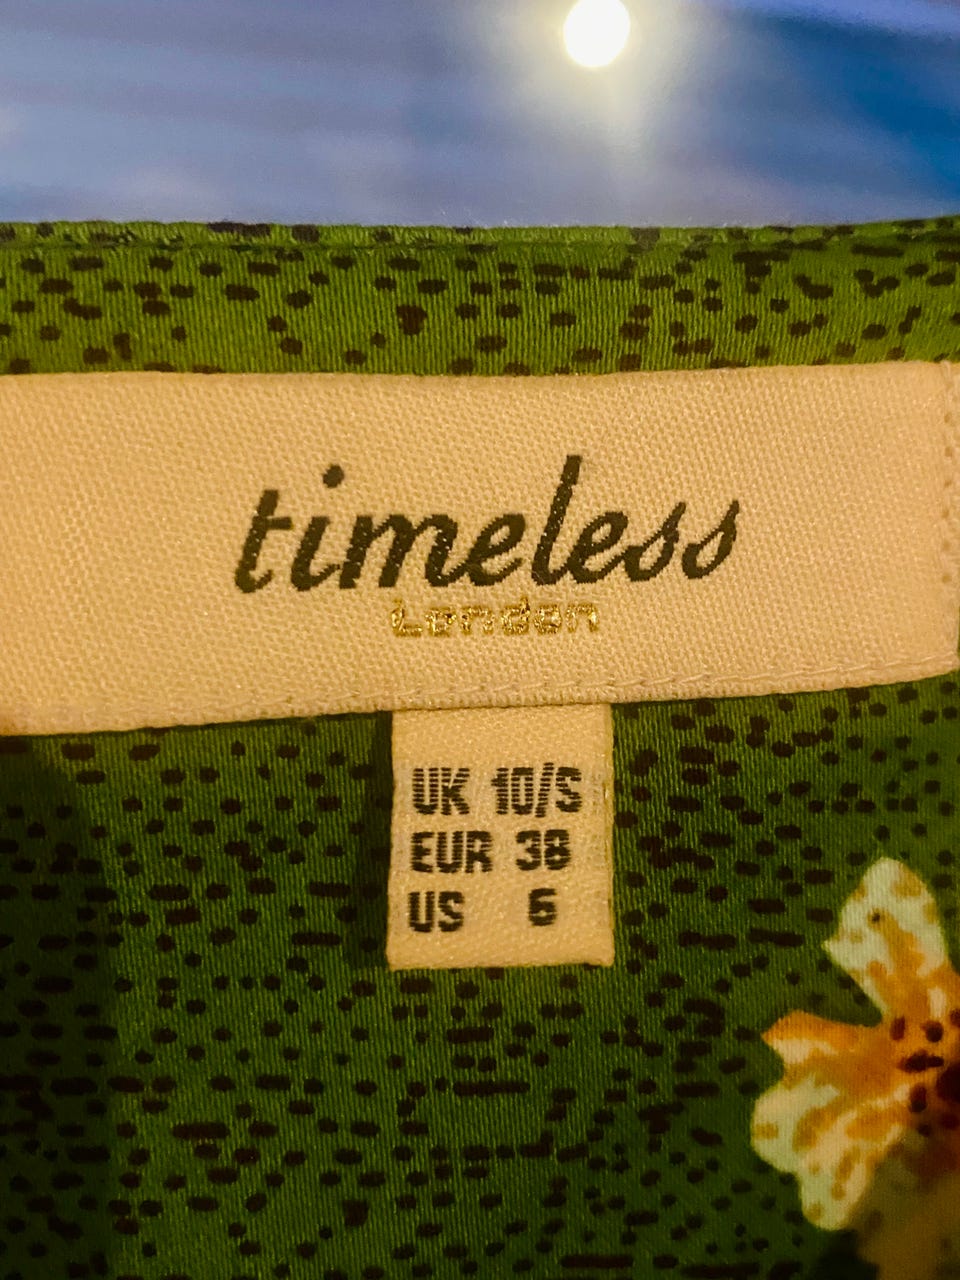 timeless
London
UK 10/S
EUR 38
US 6